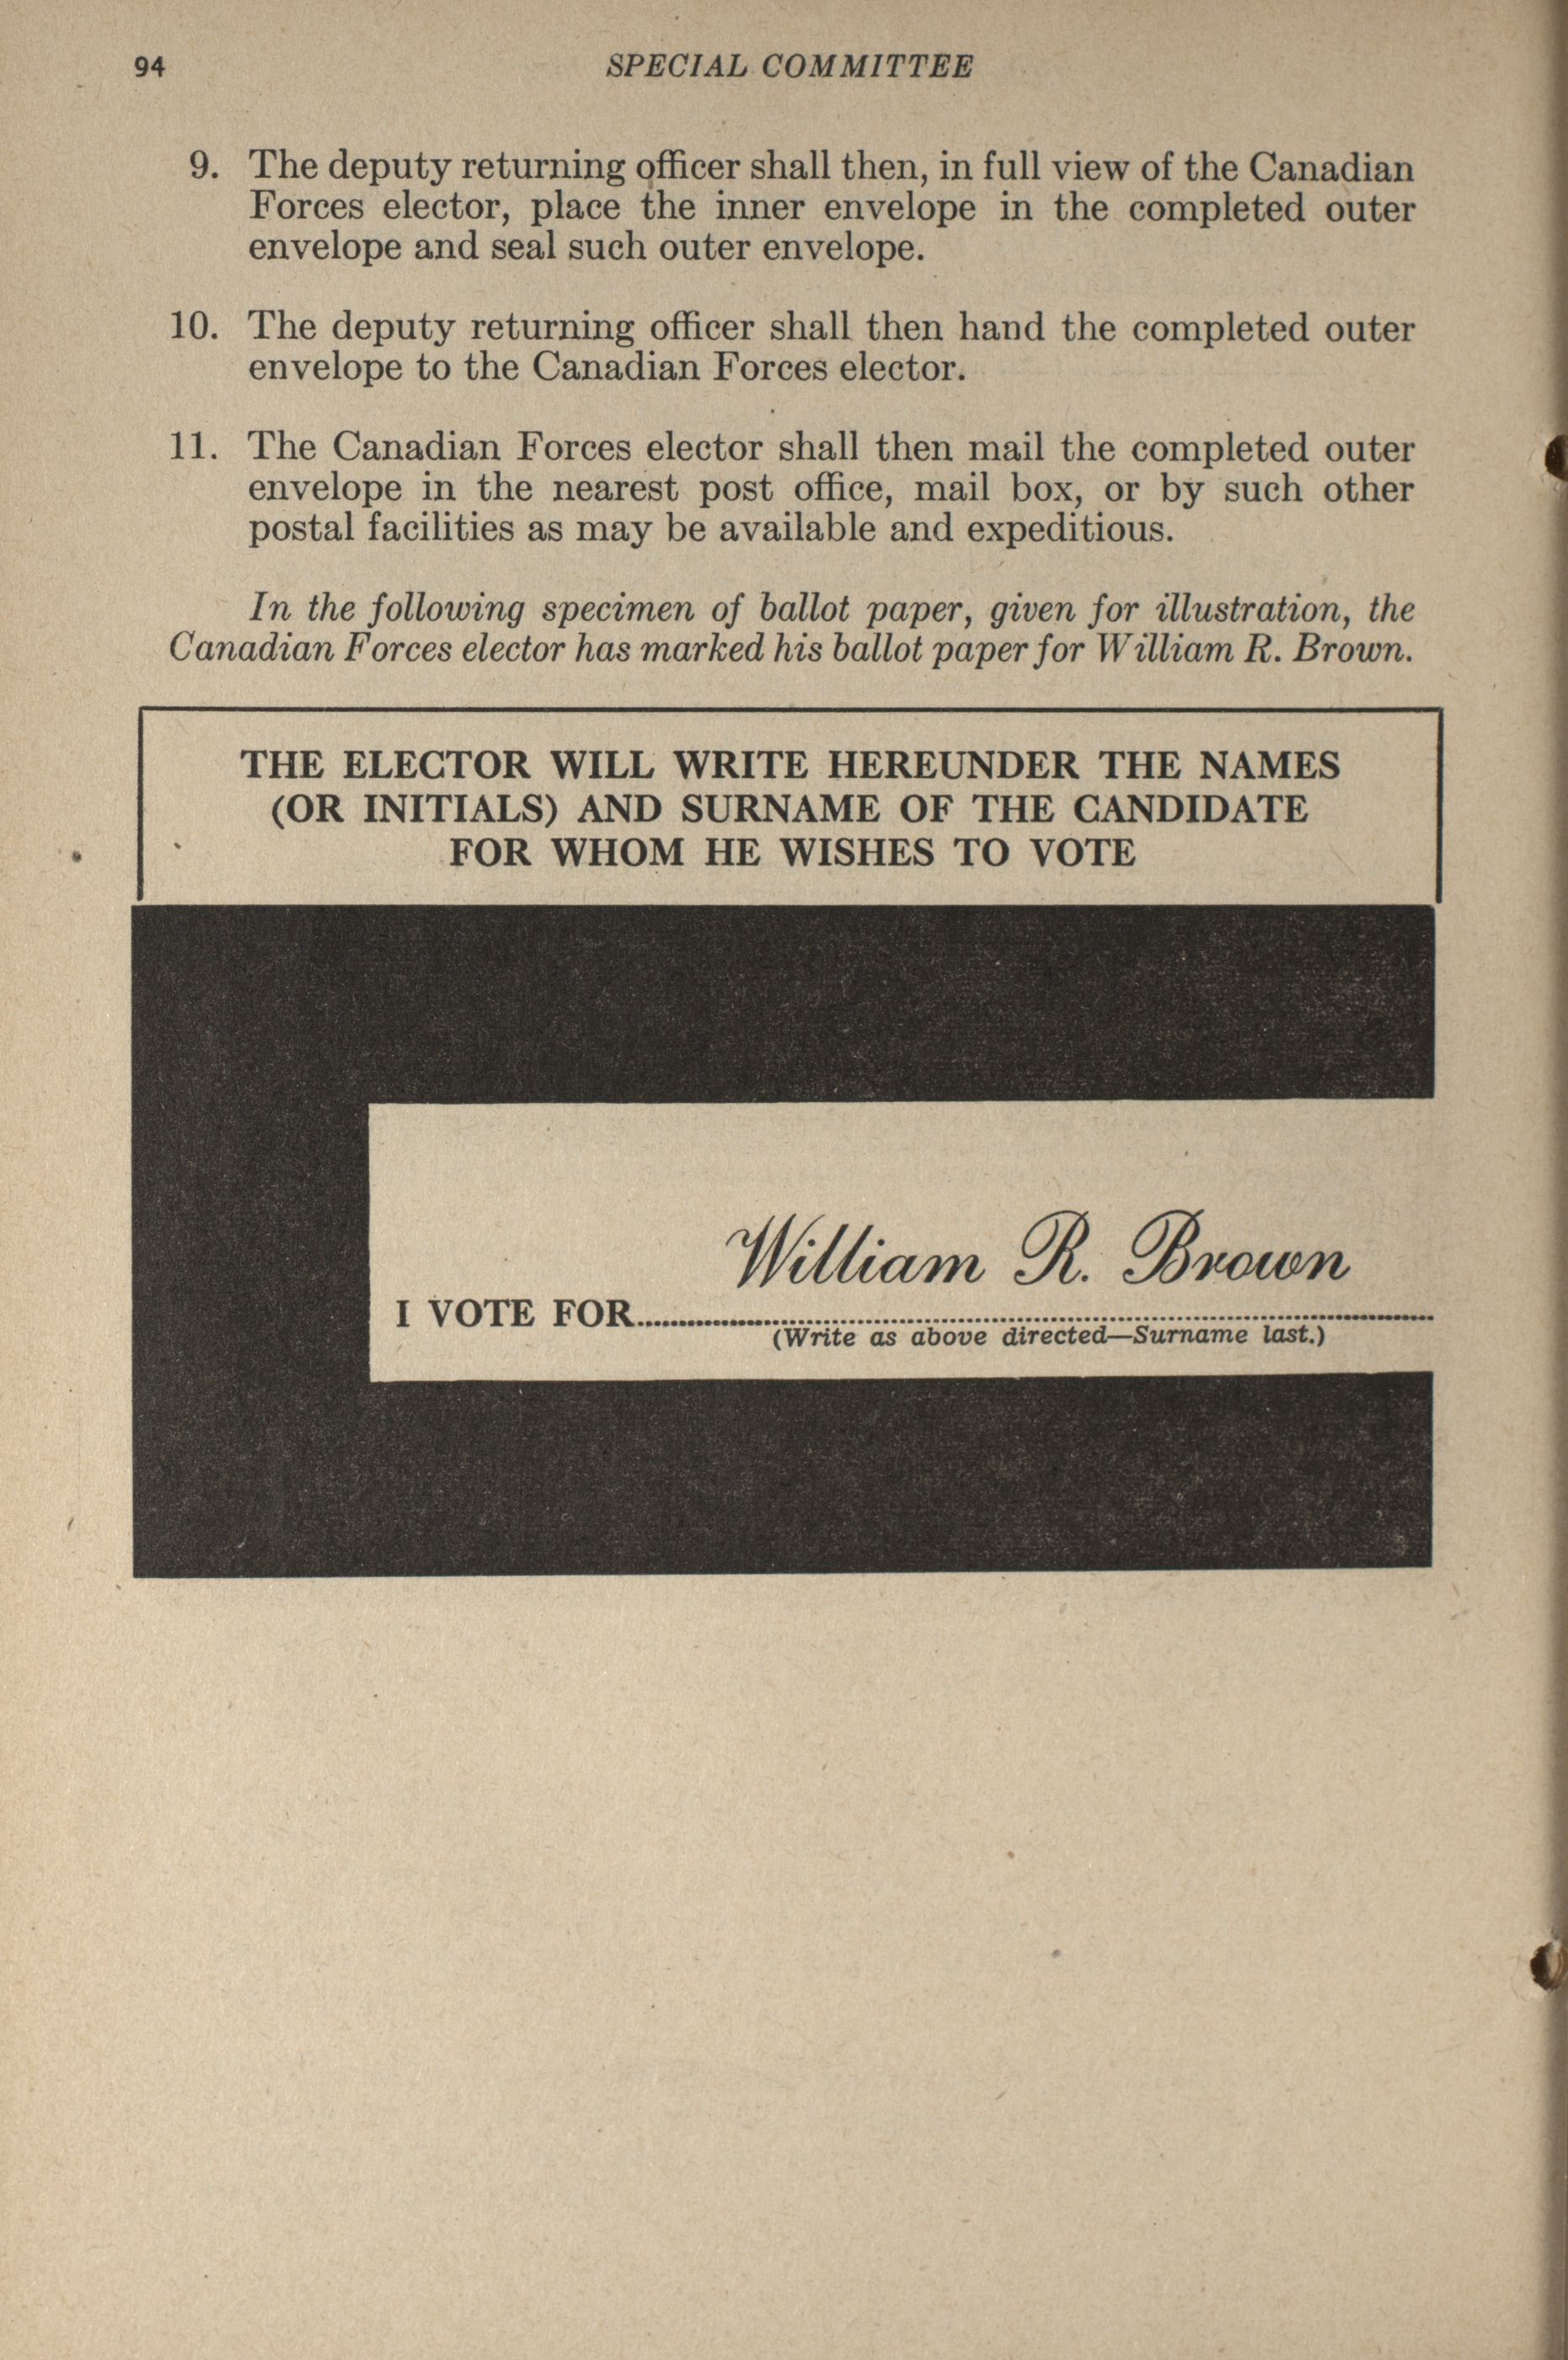 94 SPECIAL COMMITTEE
9. The deputy returning officer shall then, in full view of the Canadian
Forces elector, place the inner envelope in the completed outer
envelope and seal such outer envelope.
10. The deputy returning officer shall then hand the completed outer
envelope to the Canadian Forces elector.
11. The Canadian Forces elector shall then mail the completed outer
envelope in the nearest post office, mail box, or by such other
postal facilities as may be available and expeditious.
In the following specimen of ballot paper, given for illustration, the
Canadian Forces elector has marked his ballot paper for William R. Brown.
THE ELECTOR WILL WRITE HEREUNDER THE NAMES
(OR INITIALS) AND SURNAME OF THE CANDIDATE
FOR WHOM HE WISHES TO VOTE
William R. Brown
I VOTE FOR........................................................................
(Write as above directed—Surname last.)